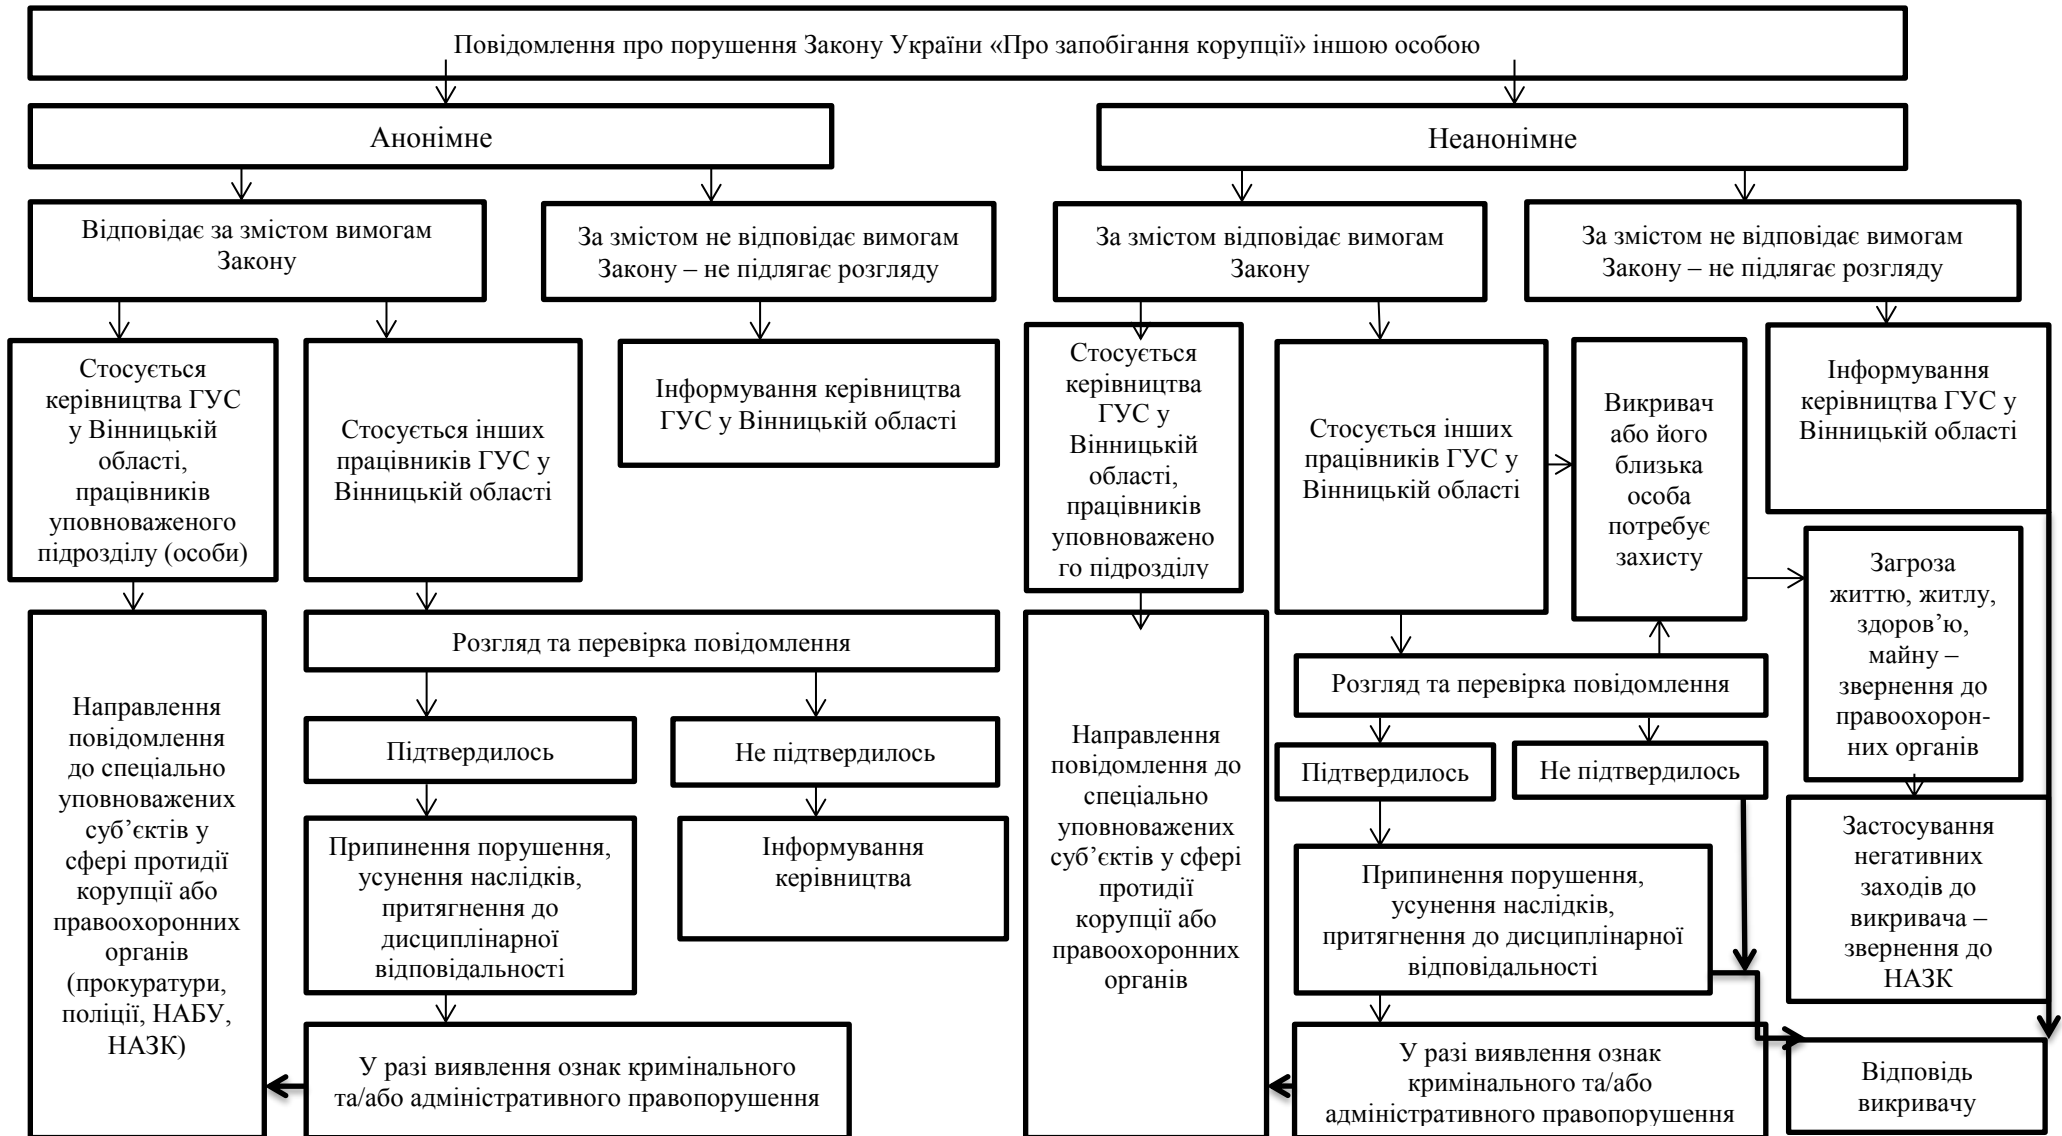 Повідомлення про порушення Закону України «Про запобігання корупції» іншою особою
Анонімне
Неанонімне
Відповідає за змістом вимогам
Закону
За змістом не відповідає вимогам
Закону – не підлягає розгляду
За змістом відповідає вимогам
Закону
За змістом не відповідає вимогам
Закону – не підлягає розгляду
Стосується
керівництва ГУС
у Вінницькій
області,
працівників
уповноваженого
підрозділу (особи)
Стосується інших
працівників ГУС у
Вінницькій області
Інформування керівництва
ГУС у Вінницькій області
Стосується
керівництва
ГУС у
Вінницькій
області,
працівників
уповноважено
го підрозділу
Стосується інших
працівників ГУС у
Вінницькій області
Викривач
або його
близька
особа
потребує
захисту
Інформування
керівництва ГУС у
Вінницькій області
Загроза
життю, житлу,
здоров’ю,
майну –
звернення до
правоохорон-
них органів
Направлення
повідомлення
до спеціально
уповноважених
суб’єктів у
сфері протидії
корупції або
правоохоронних
органів
(прокуратури,
поліції, НАБУ,
НАЗК)
Розгляд та перевірка повідомлення
Підтвердилось
Не підтвердилось
Припинення порушення,
усунення наслідків,
притягнення до
дисциплінарної
відповідальності
Інформування
керівництва
У разі виявлення ознак кримінального
та/або адміністративного правопорушення
Направлення
повідомлення до
спеціально
уповноважених
суб’єктів у сфері
протидії
корупції або
правоохоронних
органів
Розгляд та перевірка повідомлення
Підтвердилось
Не підтвердилось
Припинення порушення,
усунення наслідків,
притягнення до дисциплінарної
відповідальності
У разі виявлення ознак
кримінального та/або
адміністративного правопорушення
Застосування
негативних
заходів до
викривача –
звернення до
НАЗК
Відповідь
викривачу